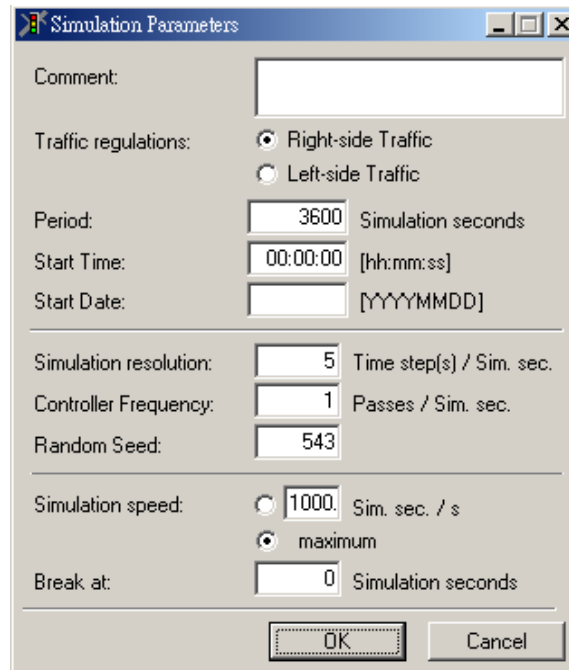 Simulation Parameters
Comment:
Traffic regulations: Right-side Traffic
Left-side Traffic
Period: 3600 Simulation seconds
Start Time: 00:00:00 [hh:mm:ss]
Start Date: [YYYYMMDD]
Simulation resolution: 5 Time step(s) / Sim. sec.
Controller Frequency: 1 Passes / Sim. sec.
Random Seed: 543
Simulation speed: 1000. Sim. sec. / s
maximum
Break at: 0 Simulation seconds
OK Cancel